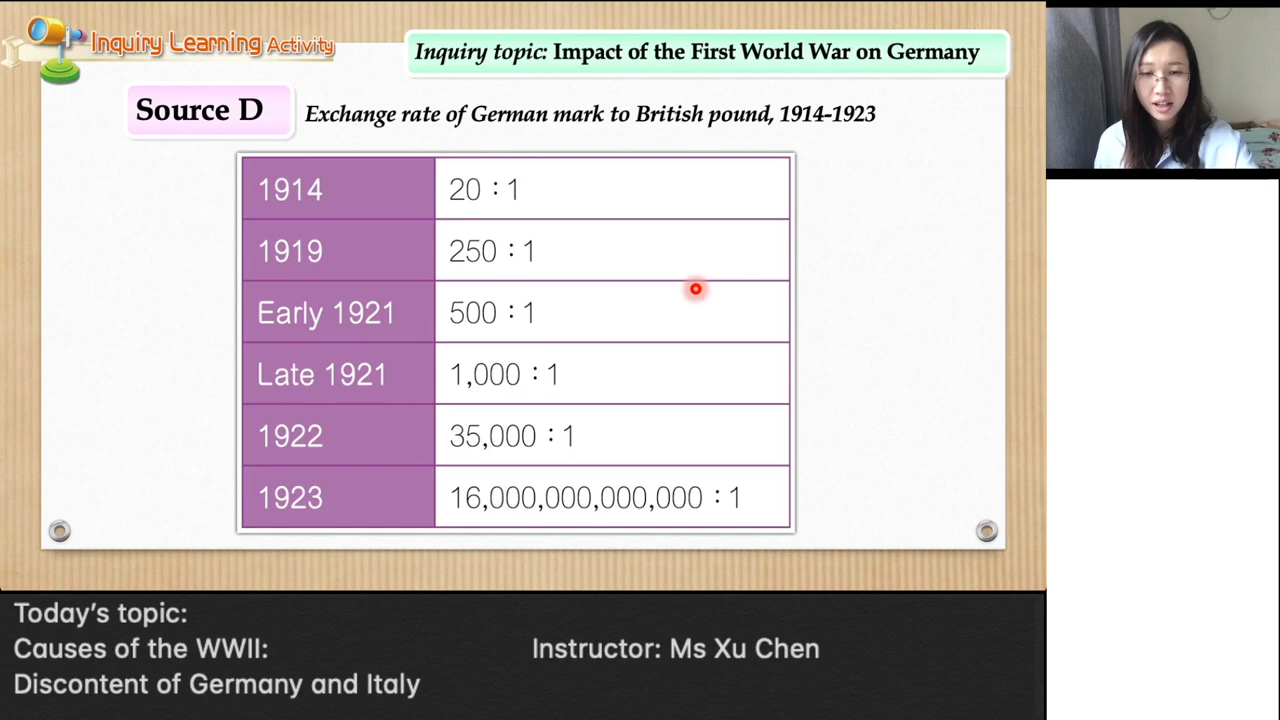 Inquiry Learning Activity
Inquiry topic: Impact of the First World War on Germany
Source D
Exchange rate of German mark to British pound, 1914-1923
1914 20 : 1
1919 250 : 1
Early 1921 500 : 1
Late 1921 1,000 : 1
1922 35,000 : 1
1923 16,000,000,000,000 : 1
Today's topic:
Causes of the WWII:
Discontent of Germany and Italy
Instructor: Ms Xu Chen